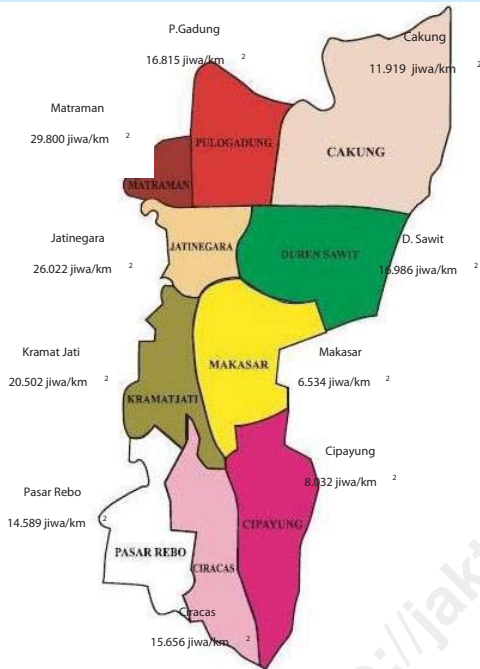 P.Gadung
16.815 jiwa/km 2
Cakung
11.919 jiwa/km 2
Matraman
29.800 jiwa/km 2
PULOGADUNG
CAKUNG
MATRAMAN
Jatinegara
26.022 jiwa/km 2
JATINEGARA
DUREN SAWIT
D. Sawit
16.986 jiwa/km 2
Kramat Jati
20.502 jiwa/km 2
KRAMATJATI
MAKASAR
Makasar
6.534 jiwa/km 2
Cipayung
8.032 jiwa/km 2
Pasar Rebo
14.589 jiwa/km 2
CIPAYUNG
PASAR REBO
CIRACAS
Ciracas
15.656 jiwa/km 2
://jakt